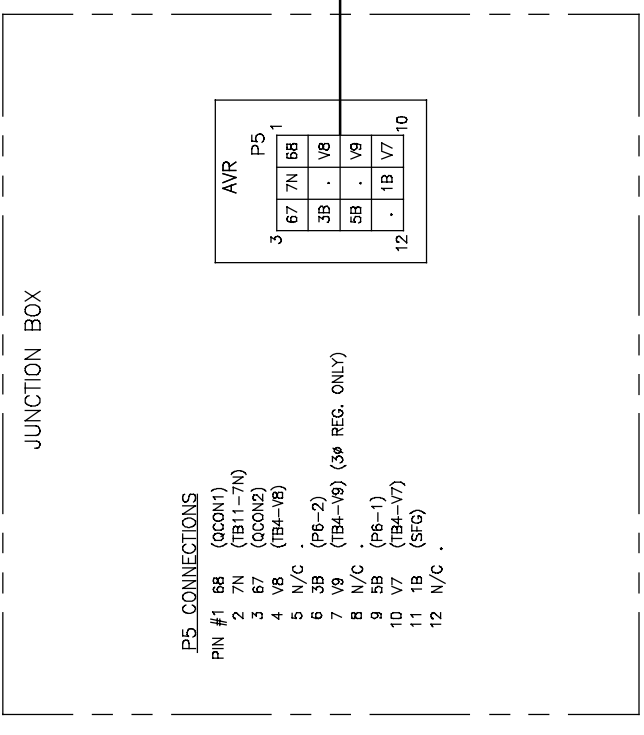 JUNCTION BOX
P5 CONNECTIONS
PIN #1 68 (QCON1)
2 7N (TB11-7N)
3 67 (QCON2)
4 V8 (TB4-V8)
5 N/C .
6 3B (P6-2)
7 V9 (TB4-V9) (3ø REG. ONLY)
8 N/C .
9 5B (P6-1)
10 V7 (TB4-V7)
11 1B (SFG)
12 N/C .
AVR
P5
3 1
67 7N 68
3B . V8
5B . V9
. 1B V7
12 10